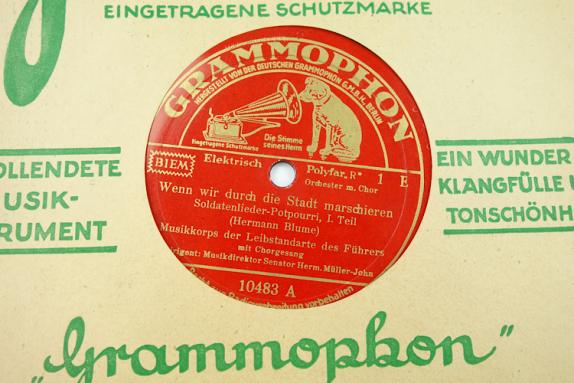 EINGETRAGENE SCHUTZMARKE
GRAMMOPHON
HERGESTELLT VON DER DEUTSCHEN GRAMMOPHON G.M.B.H., BERLIN
Die Stimme
seines Herrn
Eingetragene Schutzmarke
BIEM
Elektrisch
Polyfar„R“
1 E
Orchester m. Chor
Wenn wir durch die Stadt marschieren
Soldatenlieder-Potpourri, I. Teil
(Hermann Blume)
Musikkorps der Leibstandarte des Führers
mit Chorgesang
irigent: Musikdirektor Senator Herm. Müller-John
10483 A
vorbehalten
OLLENDETE
USIK-
RUMENT
EIN WUNDER
KLANGFÜLLE
TONSCHÖNH
„Grammophon"